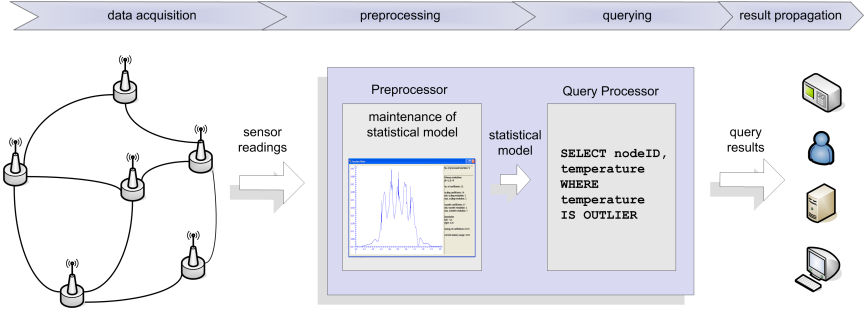 data acquisition
preprocessing
querying
result propagation
Preprocessor
Query Processor
maintenance of
statistical model
sensor
readings
statistical
model
SELECT nodeID,
temperature
WHERE
temperature
IS OUTLIER
query
results